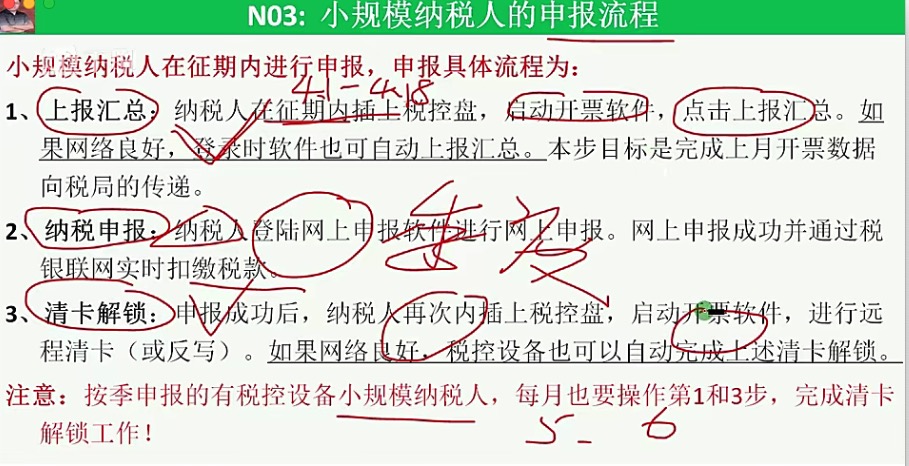 N03: 小规模纳税人的申报流程
小规模纳税人在征期内进行申报，申报具体流程为：
4.1-4.18
1、上报汇总：纳税人在征期内插上税控盘，启动开票软件，点击上报汇总。如
果网络良好，登录时软件也可自动上报汇总。本步目标是完成上月开票数据
向税局的传递。
2、纳税申报：纳税人登陆网上申报软件进行网上申报。网上申报成功并通过税
银联网实时扣缴税款。
季度
3、清卡解锁：申报成功后，纳税人再次内插上税控盘，启动开票软件，进行远
程清卡（或反写）。如果网络良好，税控设备也可以自动完成上述清卡解锁。
注意：按季申报的有税控设备小规模纳税人，每月也要操作第1和3步，完成清卡
解锁工作！
5- 6